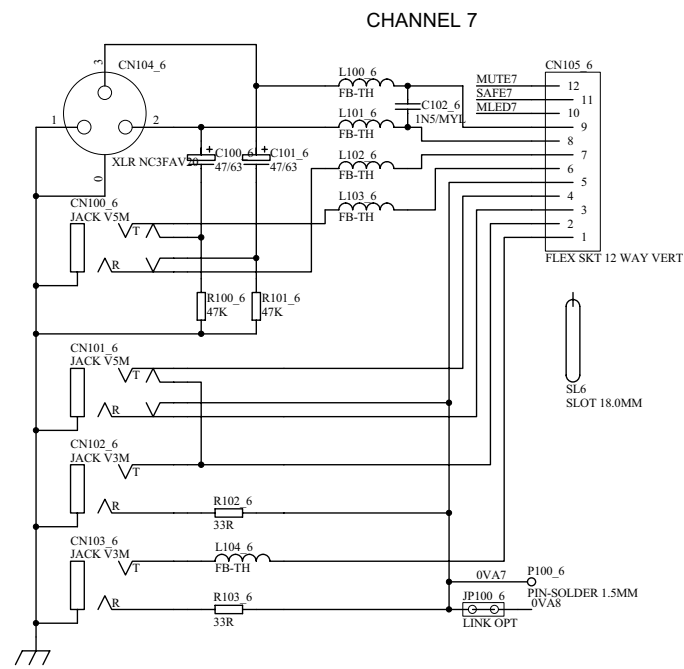 CHANNEL 7
CN104_6
3
1
2
0
XLR NC3FAV20
L100_6
FB-TH
L101_6
FB-TH
C102_6
1N5/MYL
L102_6
FB-TH
L103_6
FB-TH
C100_6
47/63
C101_6
47/63
CN105_6
MUTE7
SAFE7
MLED7
12
11
10
9
8
7
6
5
4
3
2
1
FLEX SKT 12 WAY VERT
CN100_6
JACK V5M
T
R
R100_6
47K
R101_6
47K
CN101_6
JACK V5M
T
R
SL6
SLOT 18.0MM
CN102_6
JACK V3M
T
R
R102_6
33R
CN103_6
JACK V3M
T
R
L104_6
FB-TH
R103_6
33R
0VA7
P100_6
PIN-SOLDER 1.5MM
JP100_6
0VA8
LINK OPT